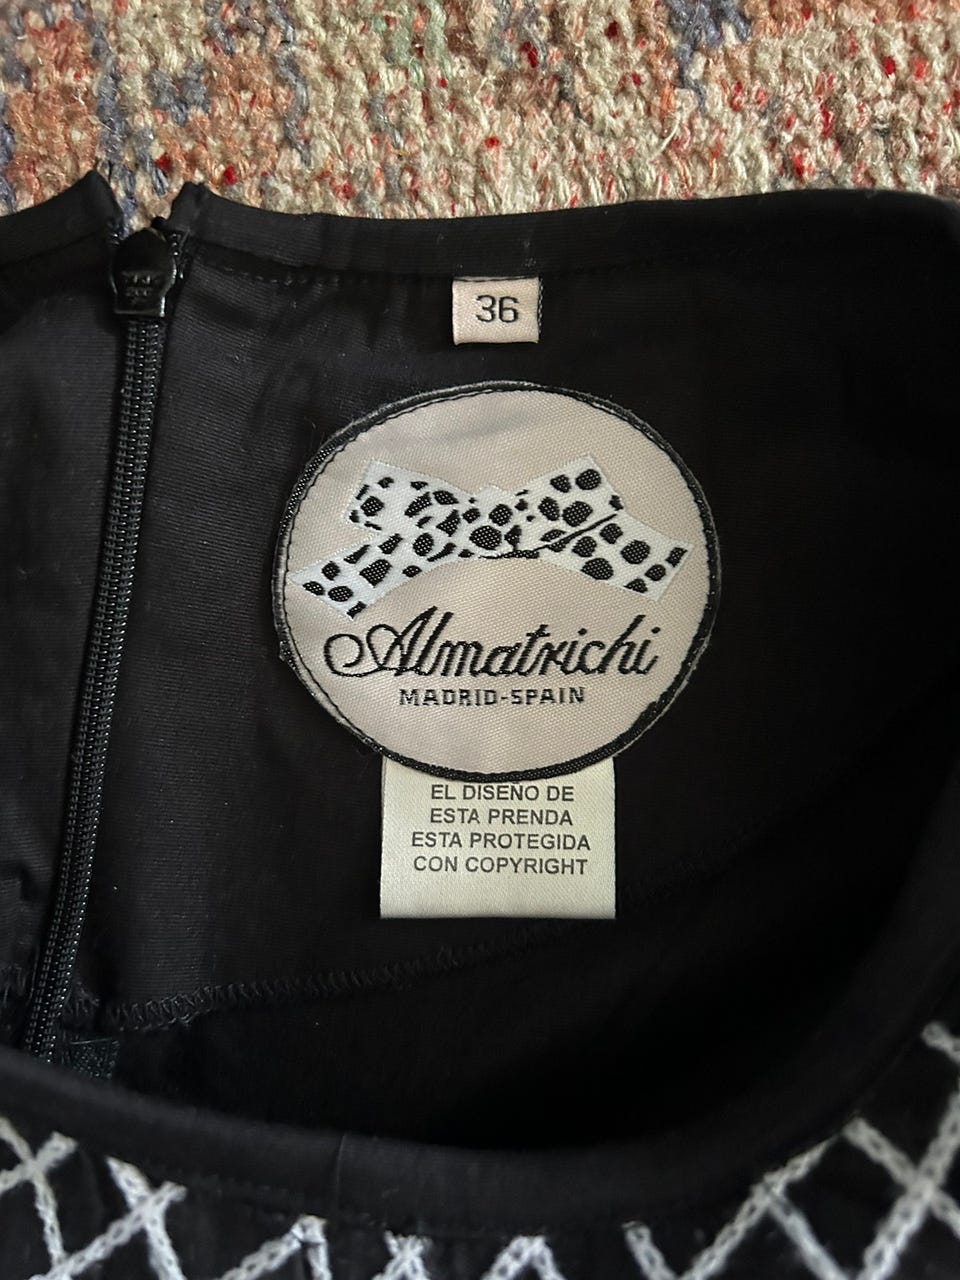 36
Almatrichi
MADRID-SPAIN
EL DISEÑO DE
ESTA PRENDA
ESTA PROTEGIDA
CON COPYRIGHT